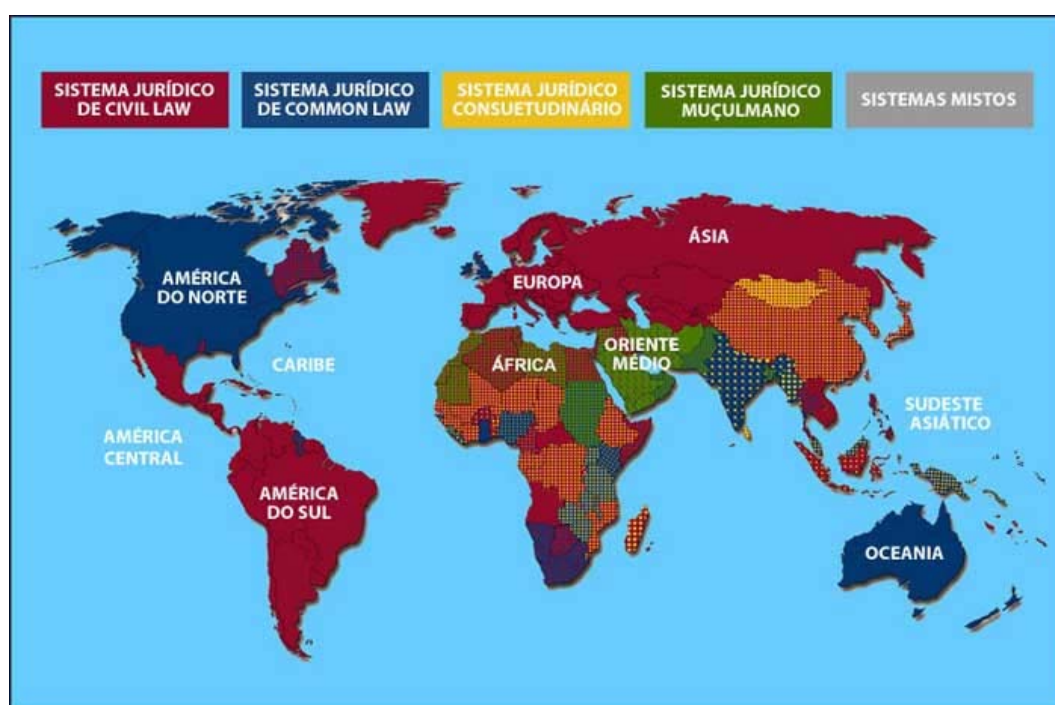 SISTEMA JURÍDICO
DE CIVIL LAW
SISTEMA JURÍDICO
DE COMMON LAW
SISTEMA JURÍDICO
CONSUETUDINÁRIO
SISTEMA JURÍDICO
MUÇULMANO
SISTEMAS MISTOS
ÁSIA
AMÉRICA
DO NORTE
EUROPA
CARIBE
ÁFRICA
ORIENTE
MÉDIO
SUDESTE
ASIÁTICO
AMÉRICA
CENTRAL
AMÉRICA
DO SUL
OCEANIA